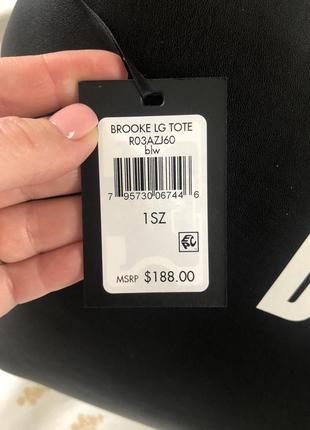 BROOKE LG TOTE
R03AZJ60
blw
7 95730 06744 6
1SZ
MSRP $188.00